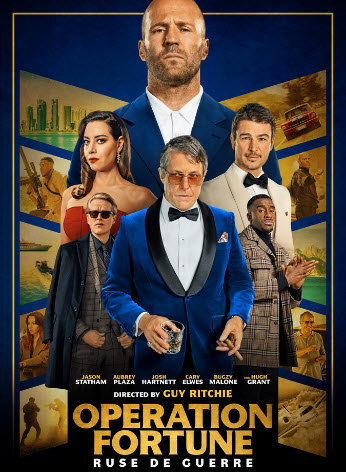 JASON AUBREY JOSH CARY BUGZY AND HUGH
STATHAM PLAZA HARTNETT ELWES MALONE GRANT
DIRECTED BY GUY RITCHIE
OPERATION
FORTUNE
RUSE DE GUERRE